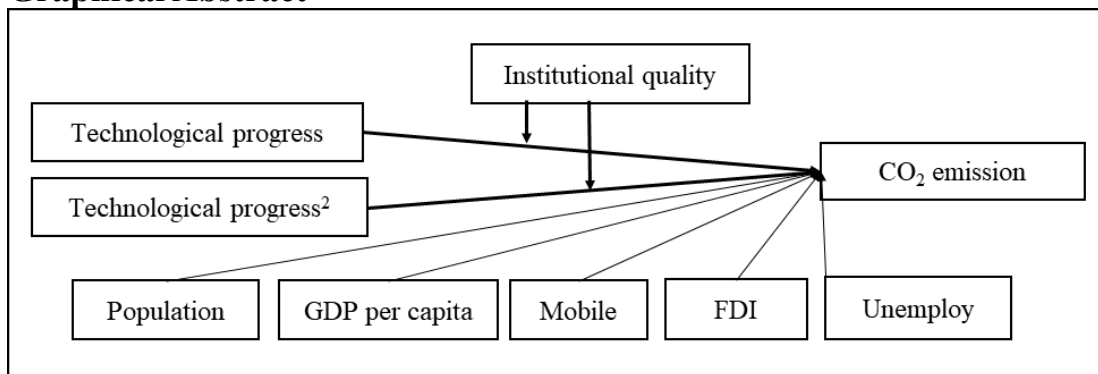 Graphical Abstract
Institutional quality
Technological progress
CO₂ emission
Technological progress²
Population
GDP per capita
Mobile
FDI
Unemploy